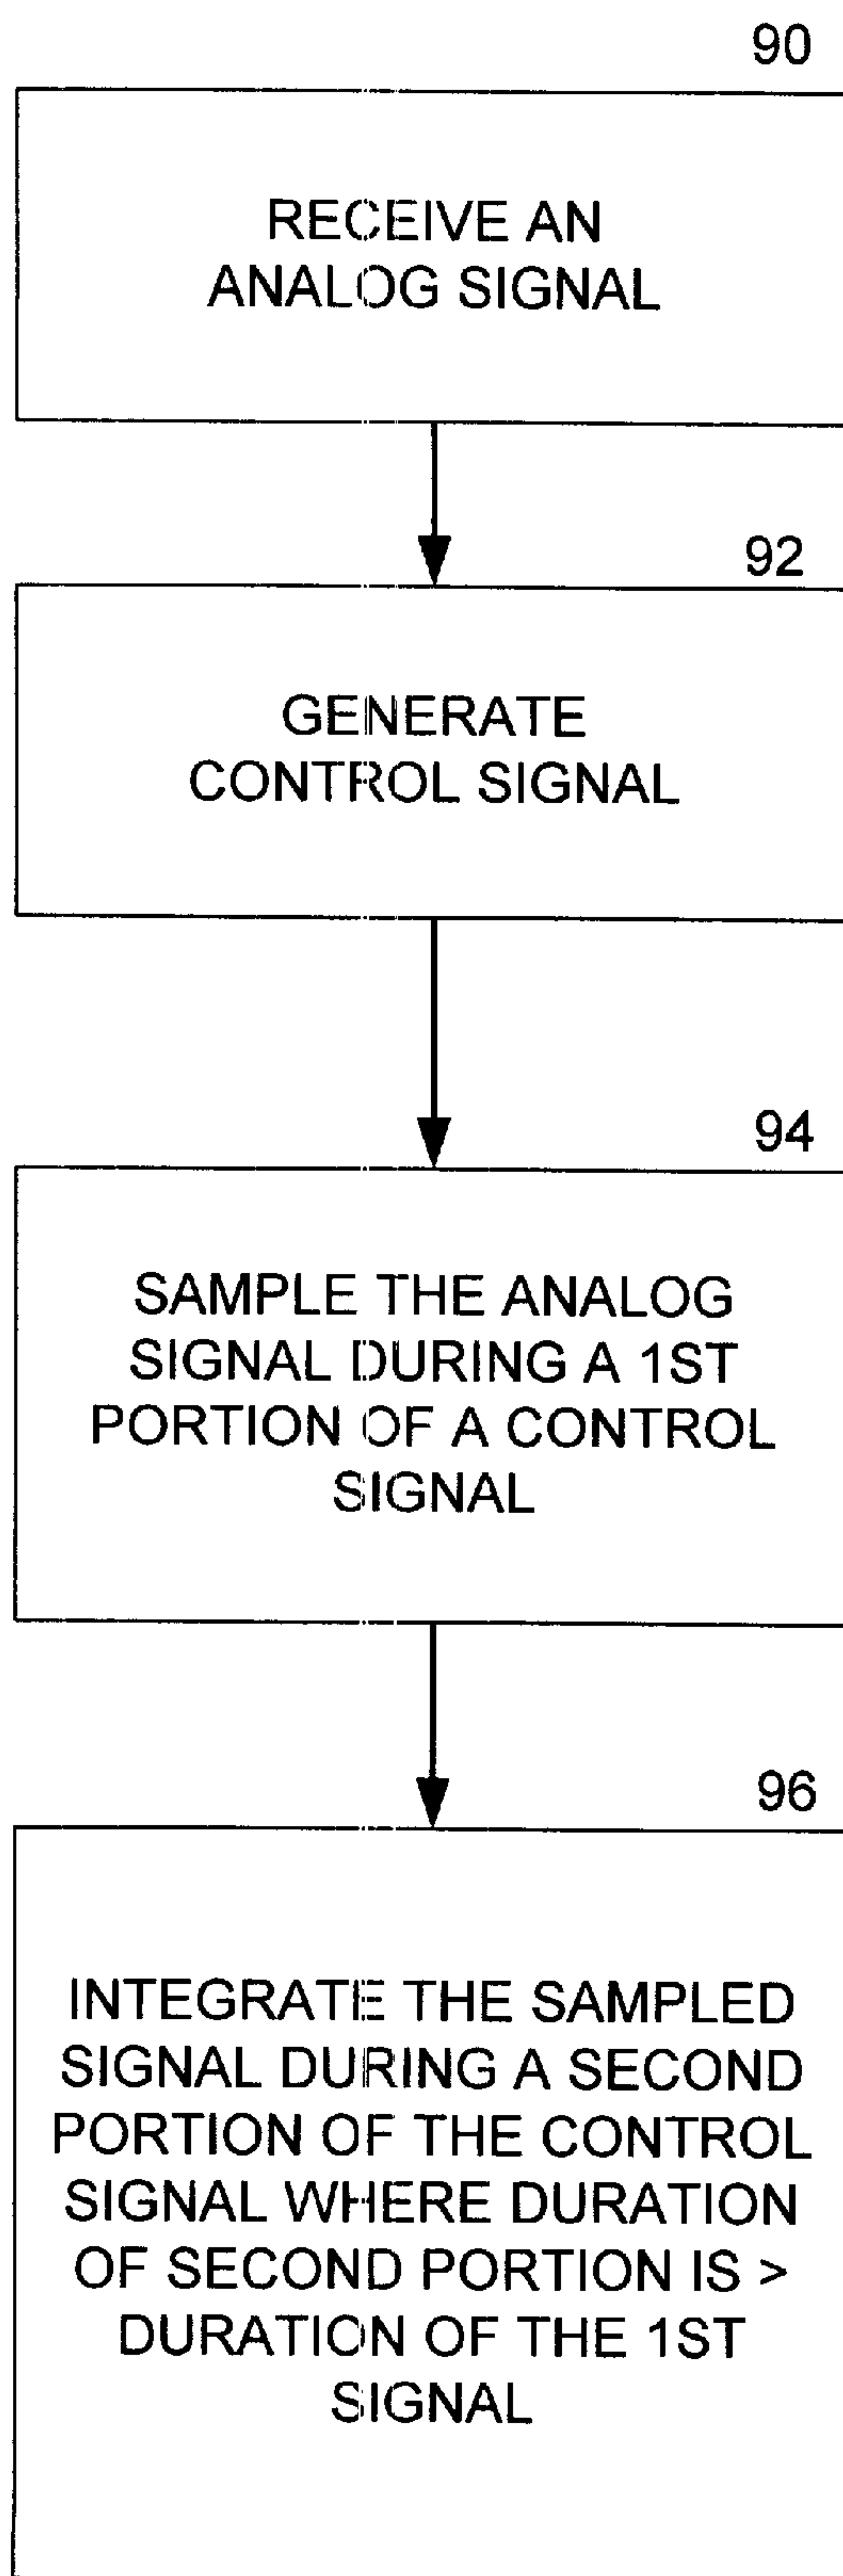 90
RECEIVE AN
ANALOG SIGNAL
92
GENERATE
CONTROL SIGNAL
94
SAMPLE THE ANALOG
SIGNAL DURING A 1ST
PORTION OF A CONTROL
SIGNAL
96
INTEGRATE THE SAMPLED
SIGNAL DURING A SECOND
PORTION OF THE CONTROL
SIGNAL WHERE DURATION
OF SECOND PORTION IS >
DURATION OF THE 1ST
SIGNAL